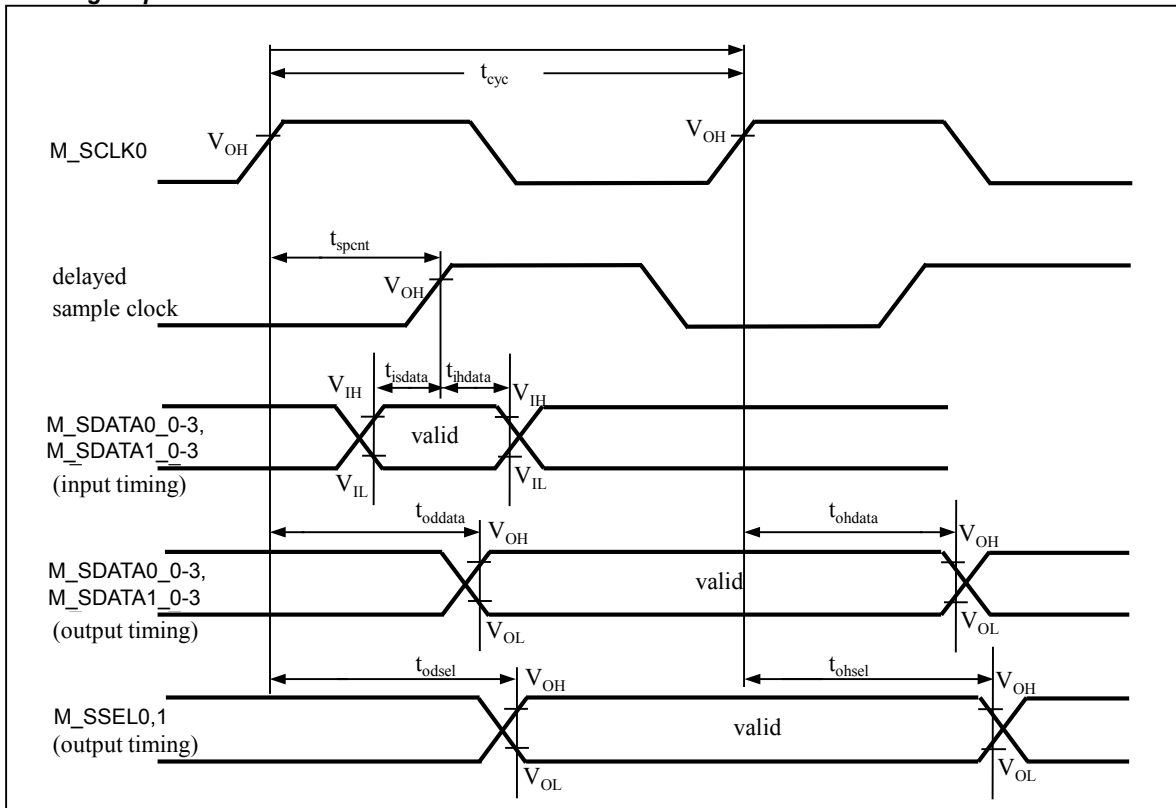 t_cyc
V_OH
V_OH
M_SCLK0
t_spcnt
delayed
V_OH
sample clock
t_isdata t_ihdata
V_IH
V_IH
M_SDATA0_0-3,
valid
M_SDATA1_0-3
(input timing)
V_IL
V_IL
t_oddata
t_ohdata
V_OH
V_OH
M_SDATA0_0-3,
valid
M_SDATA1_0-3
(output timing)
V_OL
V_OL
t_odsel
t_ohsel
V_OH
V_OH
M_SSEL0,1
valid
(output timing)
V_OL
V_OL